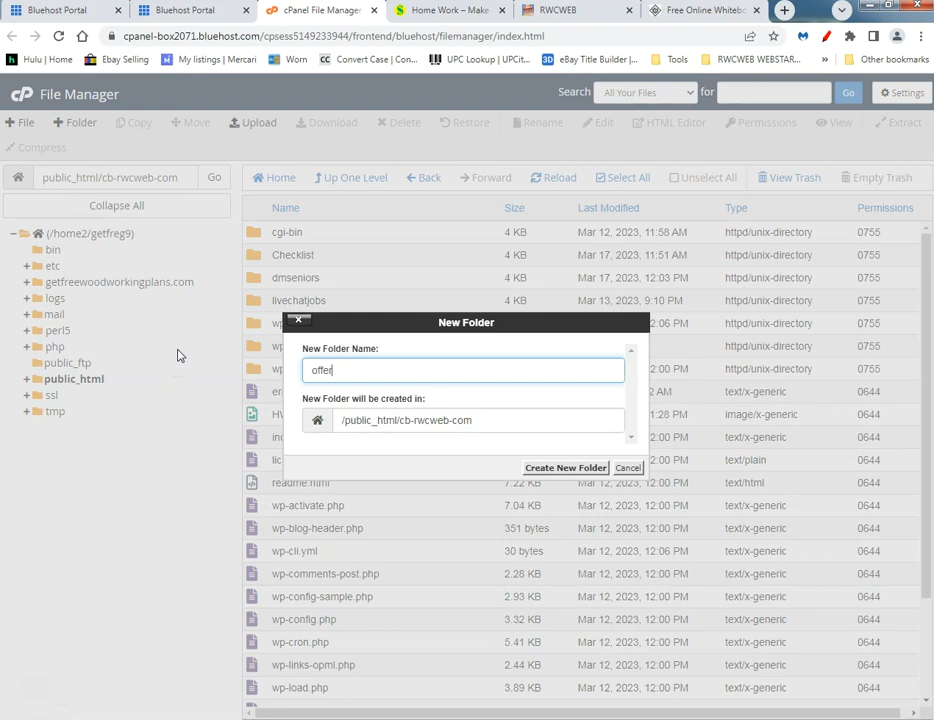 Bluehost Portal
Bluehost Portal
cPanel File Manager
Home Work – Make
RWCWEB
Free Online Whitebo
cpanel-box2071.bluehost.com/cpsess5149233944/frontend/bluehost/filemanager/index.html
Hulu | Home
Ebay Selling
My listings | Mercari
Worn
Convert Case | Con...
UPC Lookup | UPCit...
eBay Title Builder |...
Tools
RWCWEB WEBSTAR...
»
Other bookmarks
File Manager
Search
All Your Files
for
Go
Settings
+ File
+ Folder
Copy
Move
Upload
Download
Delete
Restore
Rename
Edit
HTML Editor
Permissions
View
Extract
Compress
public_html/cb-rwcweb-com
Go
Home
Up One Level
Back
Forward
Reload
Select All
Unselect All
View Trash
Empty Trash
Collapse All
(/home2/getfreg9)
bin
etc
getfreewoodworkingplans.com
logs
mail
perl5
php
public_ftp
public_html
ssl
tmp
Name Size Last Modified Type Permissions
cgi-bin 4 KB Mar 12, 2023, 11:58 AM httpd/unix-directory 0755
Checklist 4 KB Mar 17, 2023, 11:51 AM httpd/unix-directory 0755
dmseniors 4 KB Mar 17, 2023, 12:03 PM httpd/unix-directory 0755
livechatjobs 4 KB Mar 13, 2023, 9:10 PM httpd/unix-directory 0755
:06 PM httpd/unix-directory 0755
httpd/unix-directory 0755
:00 PM httpd/unix-directory 0755
2 AM text/x-generic 0644
1:28 PM image/x-generic 0644
text/x-generic 0644
:00 PM text/plain 0644
readme.html 7.22 KB Mar 12, 2023, 12:00 PM text/html 0644
wp-activate.php 7.04 KB Mar 12, 2023, 12:00 PM text/x-generic 0644
wp-blog-header.php 351 bytes Mar 12, 2023, 12:00 PM text/x-generic 0644
wp-cli.yml 30 bytes Mar 12, 2023, 12:06 PM text/x-generic 0644
wp-comments-post.php 2.28 KB Mar 12, 2023, 12:00 PM text/x-generic 0644
wp-config-sample.php 2.93 KB Mar 12, 2023, 12:00 PM text/x-generic 0644
wp-config.php 3.32 KB Mar 12, 2023, 12:00 PM text/x-generic 0644
wp-cron.php 5.41 KB Mar 12, 2023, 12:00 PM text/x-generic 0644
wp-links-opml.php 2.44 KB Mar 12, 2023, 12:00 PM text/x-generic 0644
wp-load.php 3.89 KB Mar 12, 2023, 12:00 PM text/x-generic 0644
New Folder
New Folder Name:
offer
New Folder will be created in:
/public_html/cb-rwcweb-com
Create New Folder
Cancel